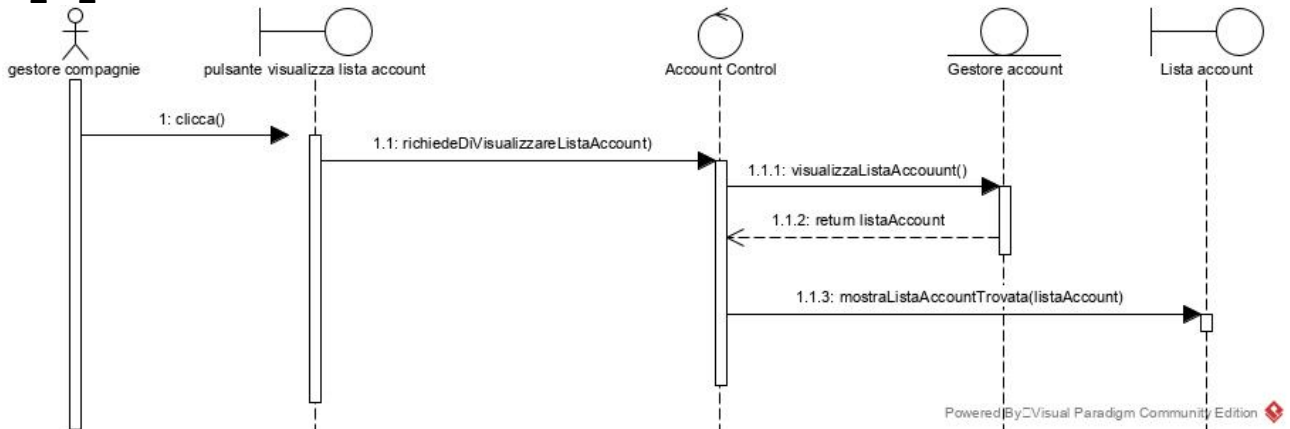 gestore compagnie
pulsante visualizza lista account
Account Control
Gestore account
Lista account
1: clicca()
1.1: richiedeDiVisualizzareListaAccount)
1.1.1: visualizzaListaAccouunt()
1.1.2: return listaAccount
1.1.3: mostraListaAccountTrovata(listaAccount)
Powered By□Visual Paradigm Community Edition